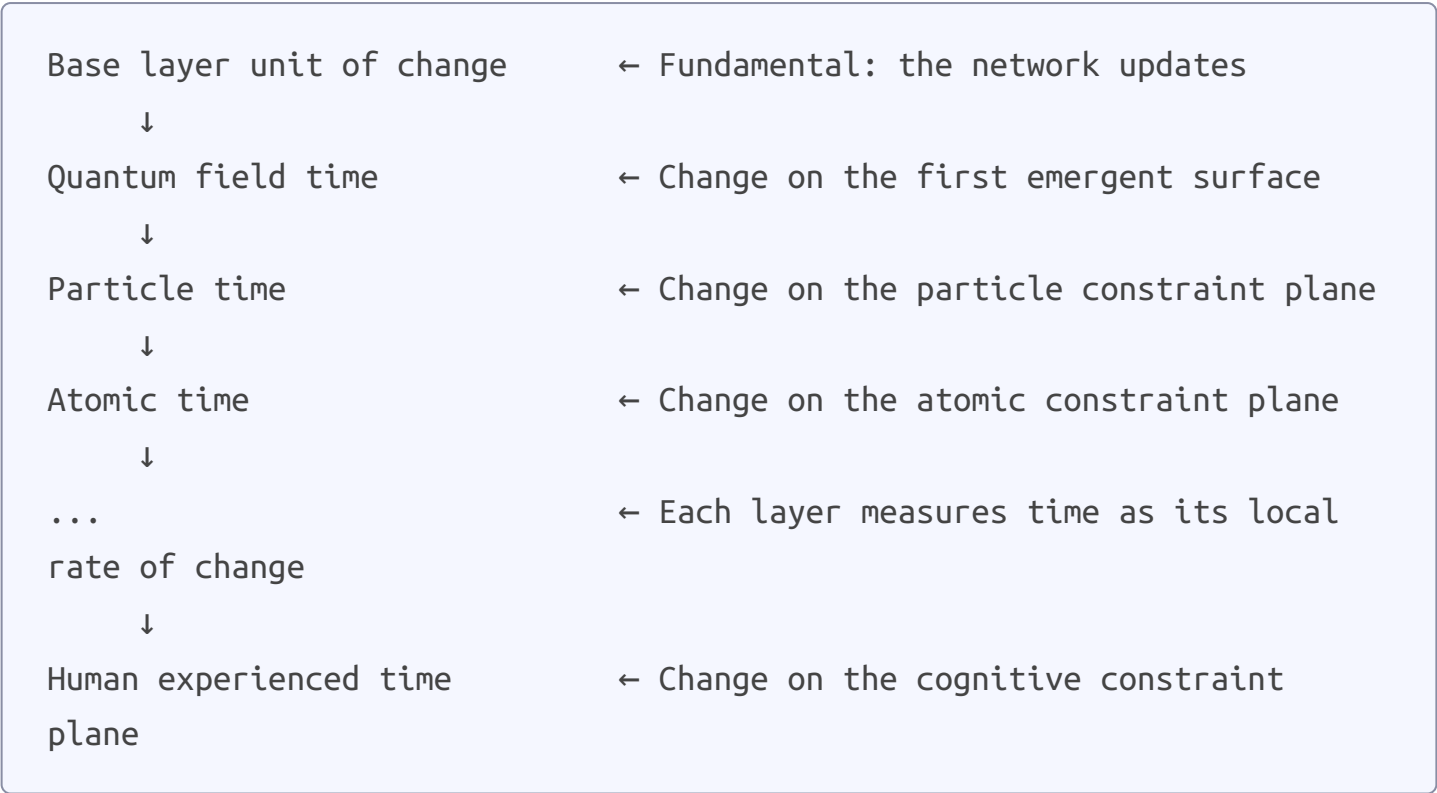 Base layer unit of change ← Fundamental: the network updates
↓
Quantum field time ← Change on the first emergent surface
↓
Particle time ← Change on the particle constraint plane
↓
Atomic time ← Change on the atomic constraint plane
↓
... ← Each layer measures time as its local
rate of change
↓
Human experienced time ← Change on the cognitive constraint
plane